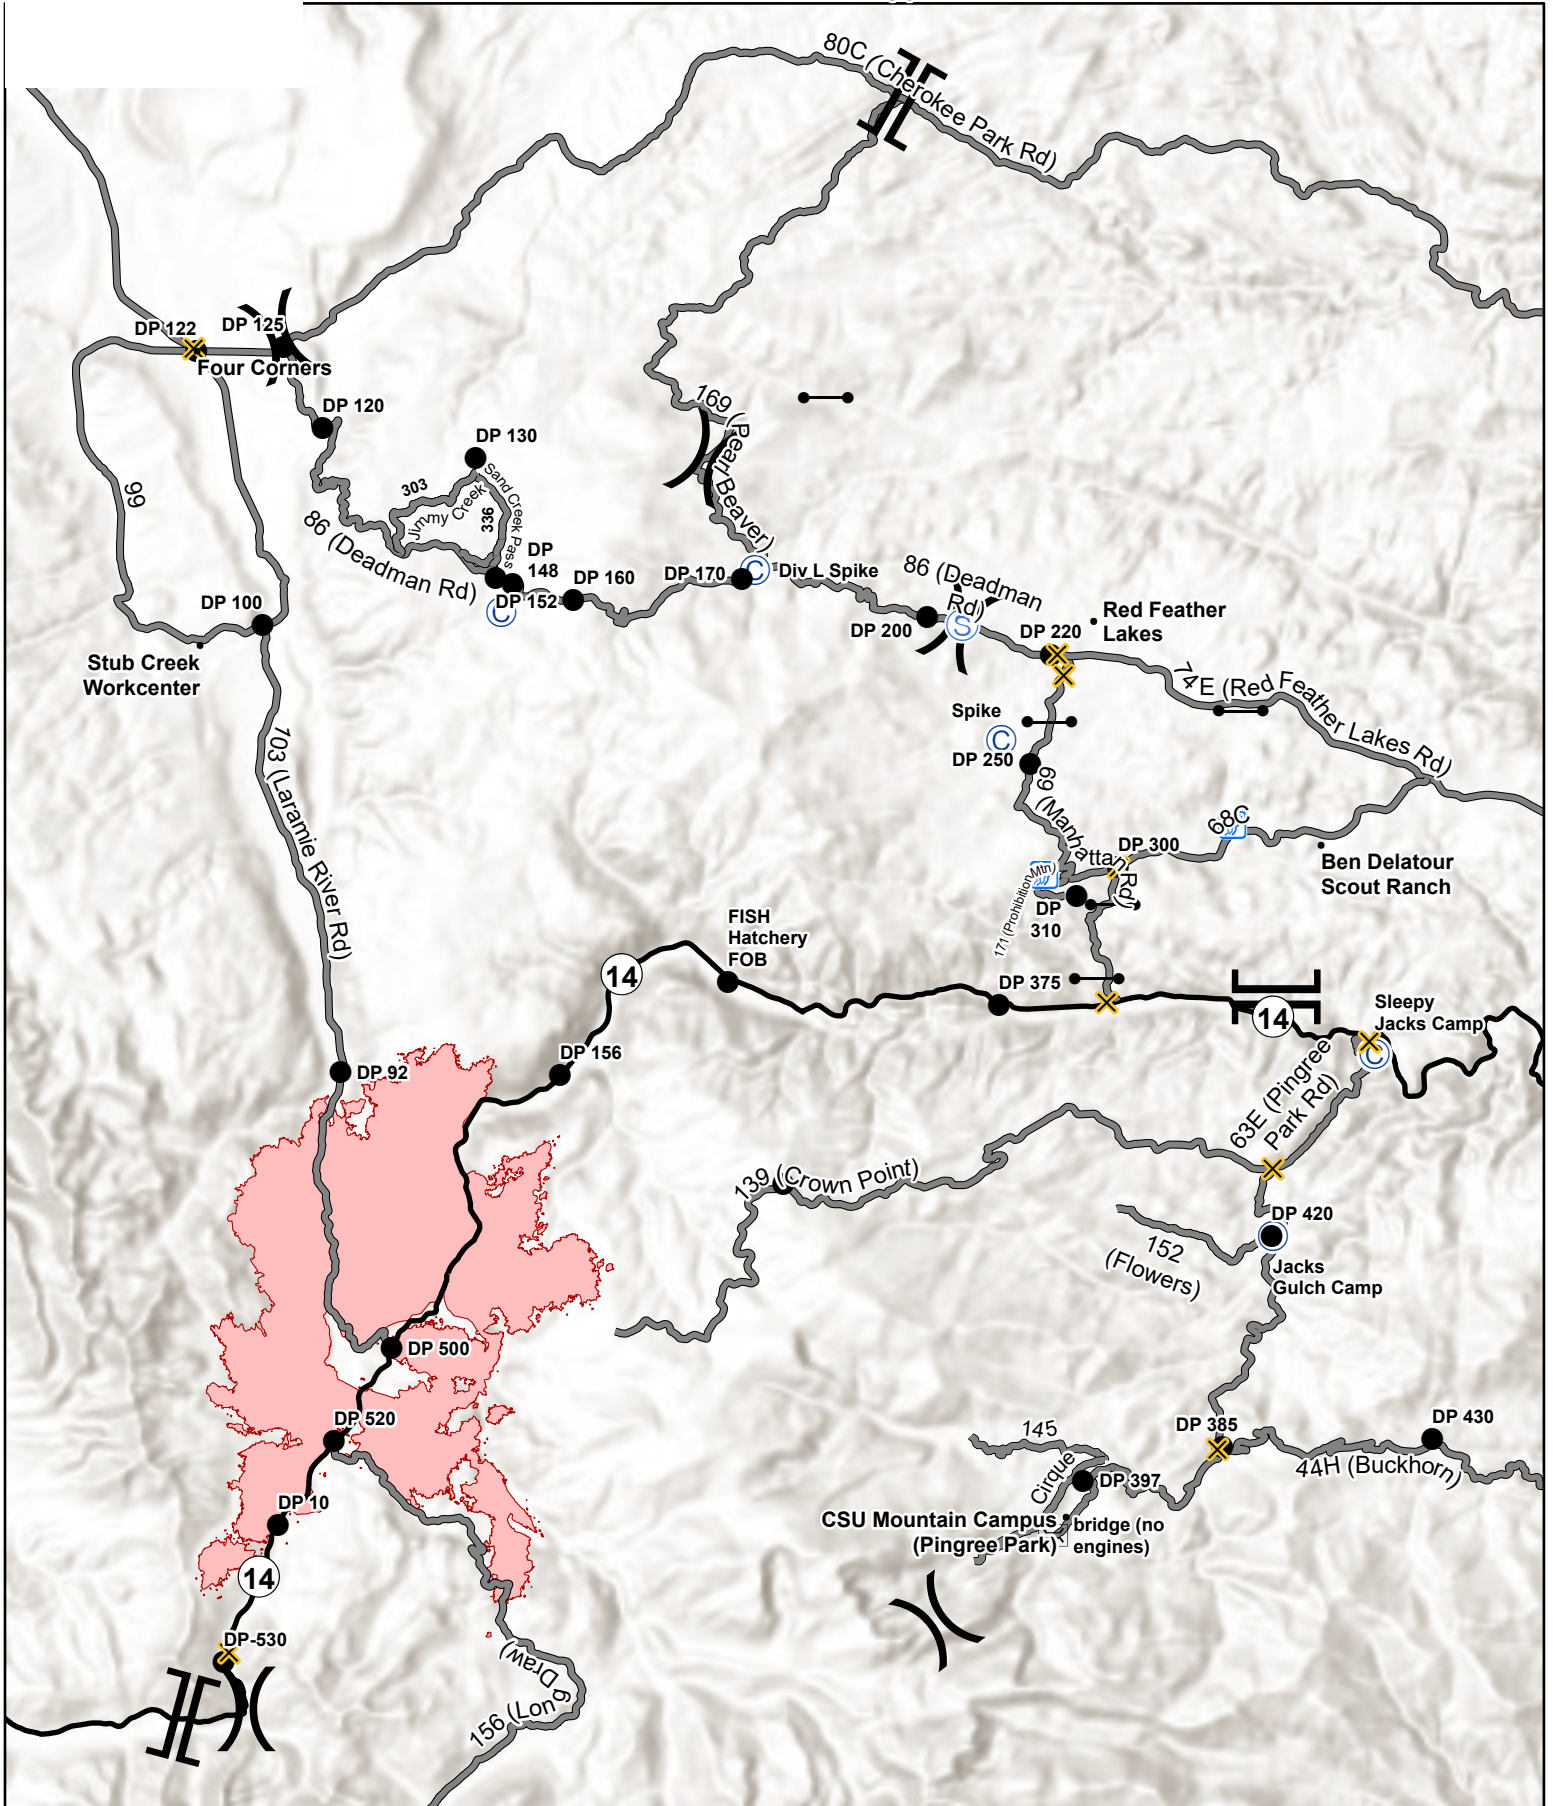 80C (Cherokee Park Rd)
DP 122
DP 125
Four Corners
DP 120
169 (Pearl Beaver)
DP 130
303
Jimmy Creek
Sand Creek Pass
336
99
86 (Deadman Rd)
DP
148
DP 160
DP 170
C
Div L Spike
86 (Deadman
Rd)
DP 152
C
DP 100
DP 200
S
DP 220
Red Feather
Lakes
Stub Creek
Workcenter
74E (Red Feather Lakes Rd)
Spike
C
DP 250
69 (Manhattan Rd)
103 (Laramie River Rd)
68C
DP 300
Ben Delatour
Scout Ranch
171 (Prohibition Mtn)
DP
310
FISH
Hatchery
FOB
14
DP 375
14
Sleepy
Jacks Camp
C
DP 156
DP 92
63E (Pingree
Park Rd)
139 (Crown Point)
DP 420
152
(Flowers)
Jacks
Gulch Camp
DP 500
DP 520
DP 385
DP 430
145
Cirque
DP 397
44H (Buckhorn)
DP 10
CSU Mountain Campus
(Pingree Park)
bridge (no
engines)
14
DP-530
156 (Long Draw)